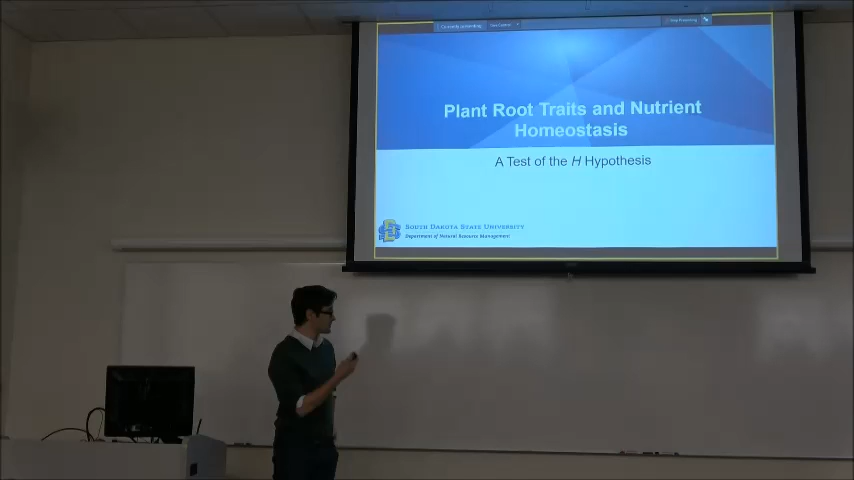 Plant Root Traits and Nutrient
Homeostasis
A Test of the H Hypothesis
SOUTH DAKOTA STATE UNIVERSITY
Department of Natural Resource Management